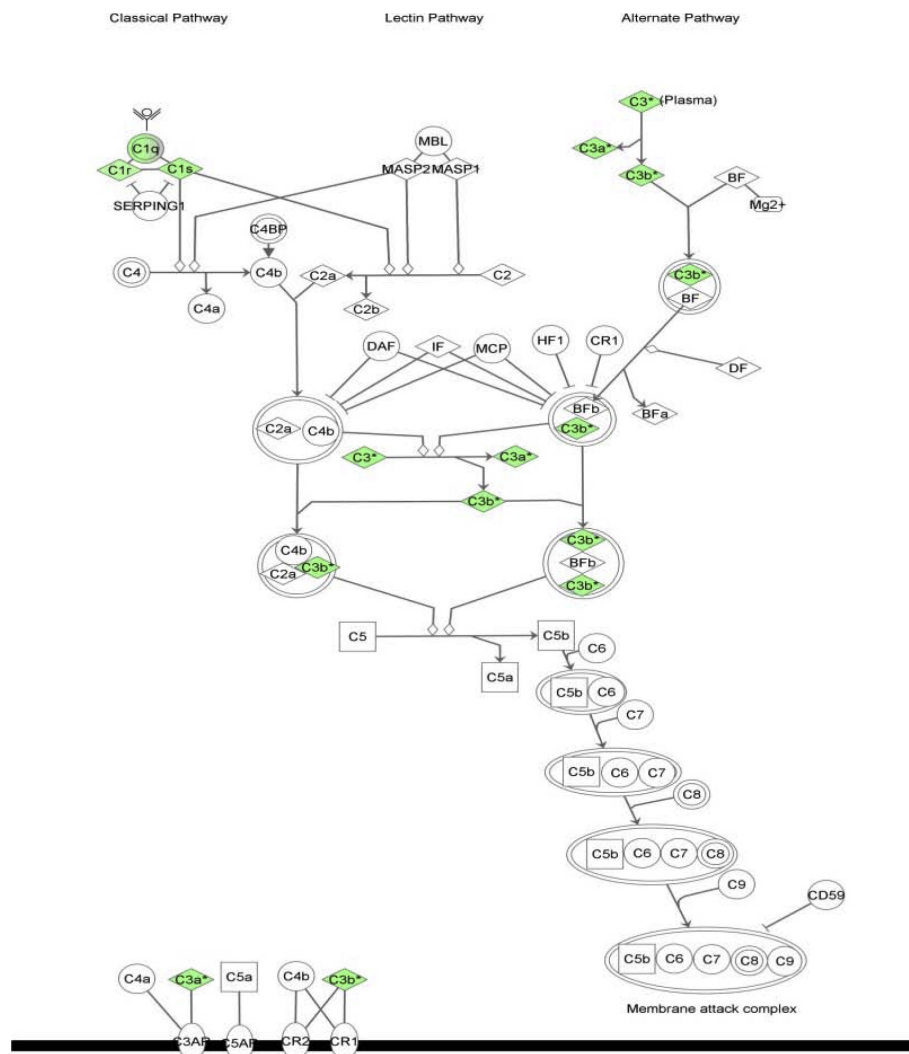 Classical Pathway Lectin Pathway Alternate Pathway
C3* (Plasma)
C1q MBL C3a*
C1r C1s MASP2 MASP1 C3b* BF
SERPING1 Mg2+
C4BP
C4 C4b C2a C2 C3b*
C4a C2b BF
DAF IF MCP HF1 CR1
DF
C2a C4b BFb BFa
C3b*
C3* C3a*
C3b*
C4b C3b*
C2a C3b* BFb
C3b*
C5 C5b C6
C5a C5b C6
C7
C5b C6 C7
C8
C5b C6 C7 C8
C9 CD59
C5b C6 C7 C8 C9
Membrane attack complex
C4a C3a* C5a C4b C3b*
C3AR C5AR CR2 CR1